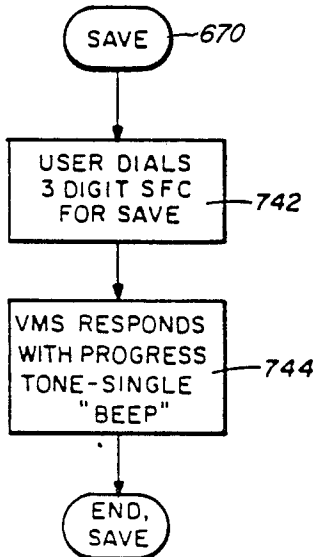 SAVE
670
USER DIALS
3 DIGIT SFC
FOR SAVE
742
VMS RESPONDS
WITH PROGRESS
TONE-SINGLE
"BEEP"
744
END,
SAVE